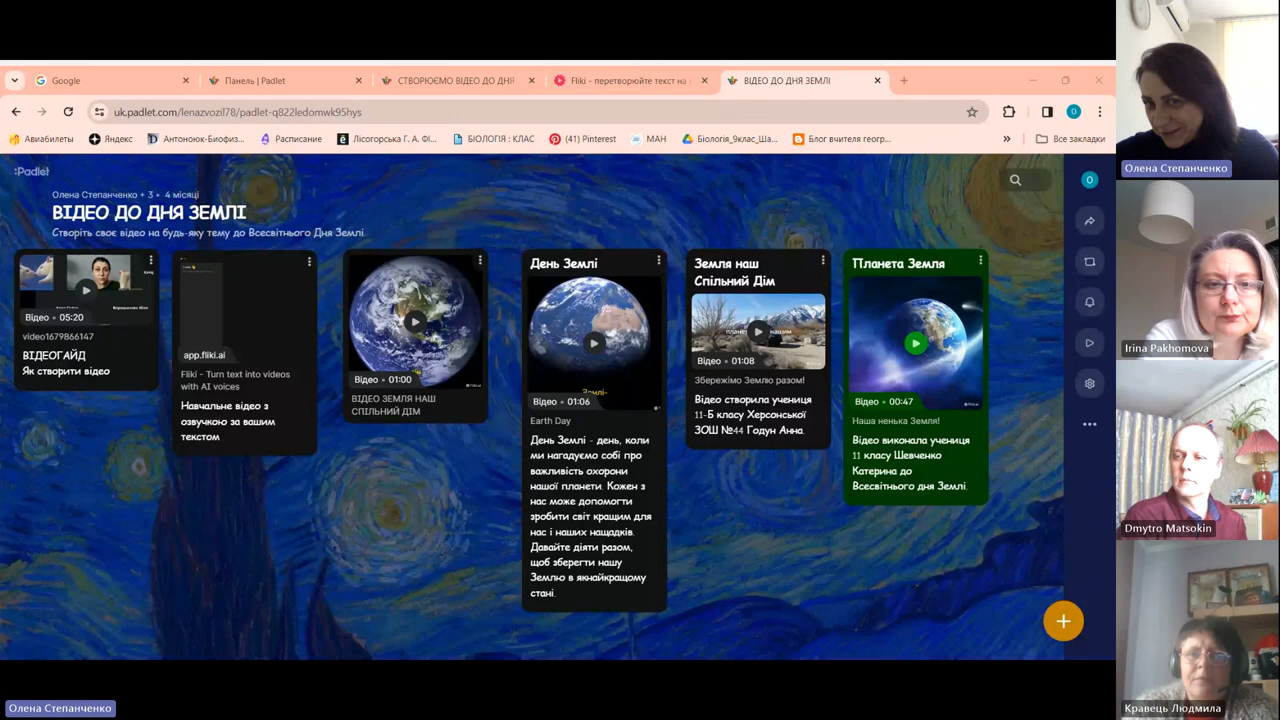 Google
Панель | Padlet
СТВОРЮЄМО ВІДЕО ДО ДНЯ
Fliki - перетворюйте текст на
ВІДЕО ДО ДНЯ ЗЕМЛІ
uk.padlet.com/lenazvozil78/padlet-q822ledomwk95hys
O
Авиабилеты
Яндекс
Антонюк-Биофиз...
Расписание
Лісогорська Г. А. ФІ...
БІОЛОГІЯ : КЛАС
(41) Pinterest
МАН
Біологія_9клас_Ша...
Блог вчителя геогр...
»
Все закладки
:Padlet
Олена Степанченко + 3 • 4 місяці
ВІДЕО ДО ДНЯ ЗЕМЛІ
Створіть своє відео на будь-яку тему до Всесвітнього Дня Землі
O
Відео • 05:20
video1679866147
ВІДЕОГАЙД
Як створити відео
app.fliki.ai
Fliki - Turn text into videos
with AI voices
Навчальне відео з
озвучкою за вашим
текстом
Відео • 01:00
ВІДЕО ЗЕМЛЯ НАШ
СПІЛЬНИЙ ДІМ
День Землі
Землі-
Відео • 01:06
Earth Day
День Землі - день, коли
ми нагадуємо собі про
важливість охорони
нашої планети. Кожен з
нас може допомогти
зробити світ кращим для
нас і наших нащадків.
Давайте діяти разом,
щоб зберегти нашу
Землю в якнайкращому
стані.
Земля наш
Спільний Дім
Відео • 01:08
Збережімо Землю разом!
Відео створила учениця
11-Б класу Херсонської
ЗОШ №44 Годун Анна.
Планета Земля
Відео • 00:47
Наша ненька Земля!
Відео виконала учениця
11 класу Шевченко
Катерина до
Всесвітнього дня Землі.
Олена Степанченко
Irina Pakhomova
Dmytro Matsokin
Кравець Людмила
Олена Степанченко